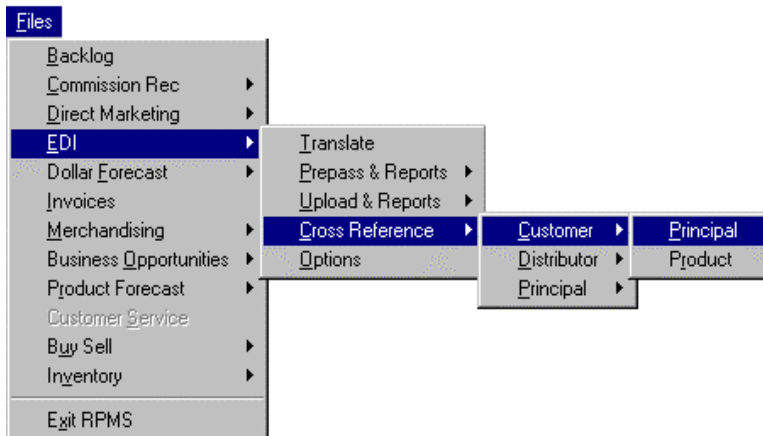 Files
Backlog
Commission Rec
Direct Marketing
EDI
Dollar Forecast
Invoices
Merchandising
Business Opportunities
Product Forecast
Customer Service
Buy Sell
Inventory
Exit RPMS
Translate
Prepass & Reports
Upload & Reports
Cross Reference
Options
Customer
Distributor
Principal
Principal
Product